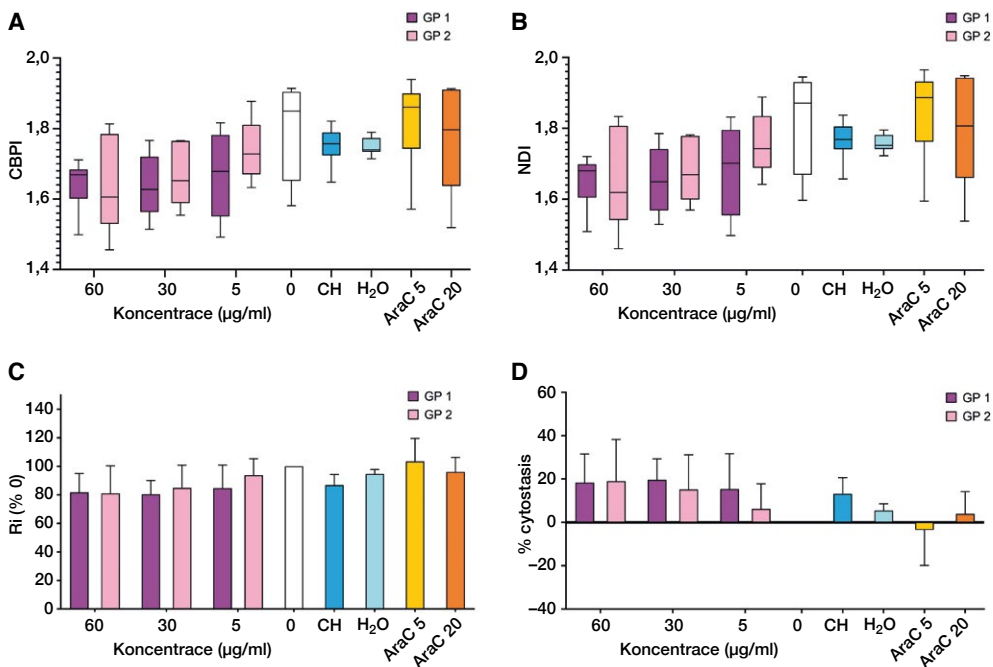 A
GP 1
GP 2
CBPI
2,0
1,8
1,6
1,4
60 30 5 0 CH H₂O AraC 5 AraC 20
Koncentrace (µg/ml)
B
GP 1
GP 2
NDI
2,0
1,8
1,6
1,4
60 30 5 0 CH H₂O AraC 5 AraC 20
Koncentrace (µg/ml)
C
GP 1
GP 2
Ri (% 0)
140
120
100
80
60
40
20
0
60 30 5 0 CH H₂O AraC 5 AraC 20
Koncentrace (µg/ml)
D
GP 1
GP 2
% cytostasis
60
40
20
0
–20
–40
60 30 5 0 CH H₂O AraC 5 AraC 20
Koncentrace (µg/ml)